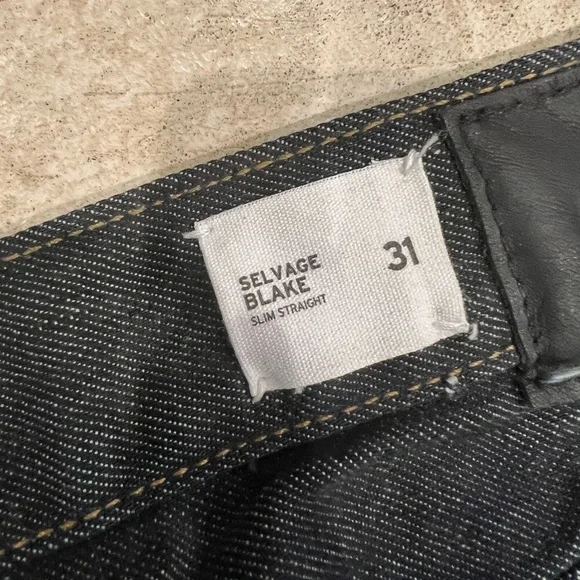 SELVAGE
BLAKE
SLIM STRAIGHT
31